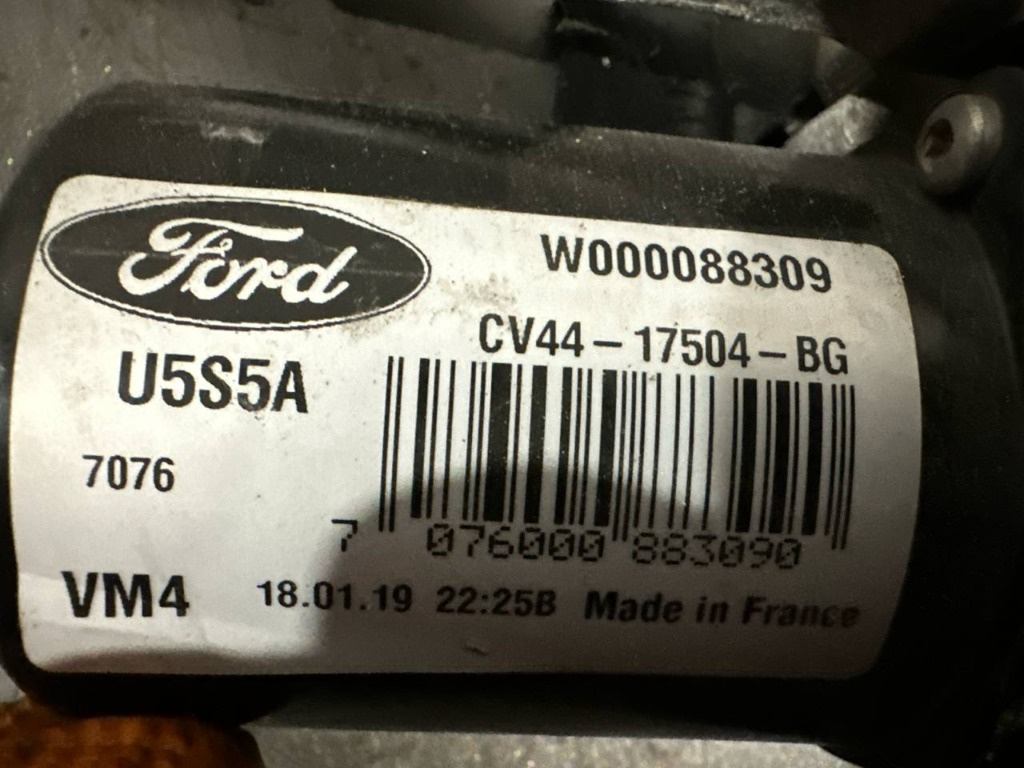 Ford
W000088309
CV44-17504-BG
U5S5A
7076
7 076000 883090
VM4 18.01.19 22:25B Made in France